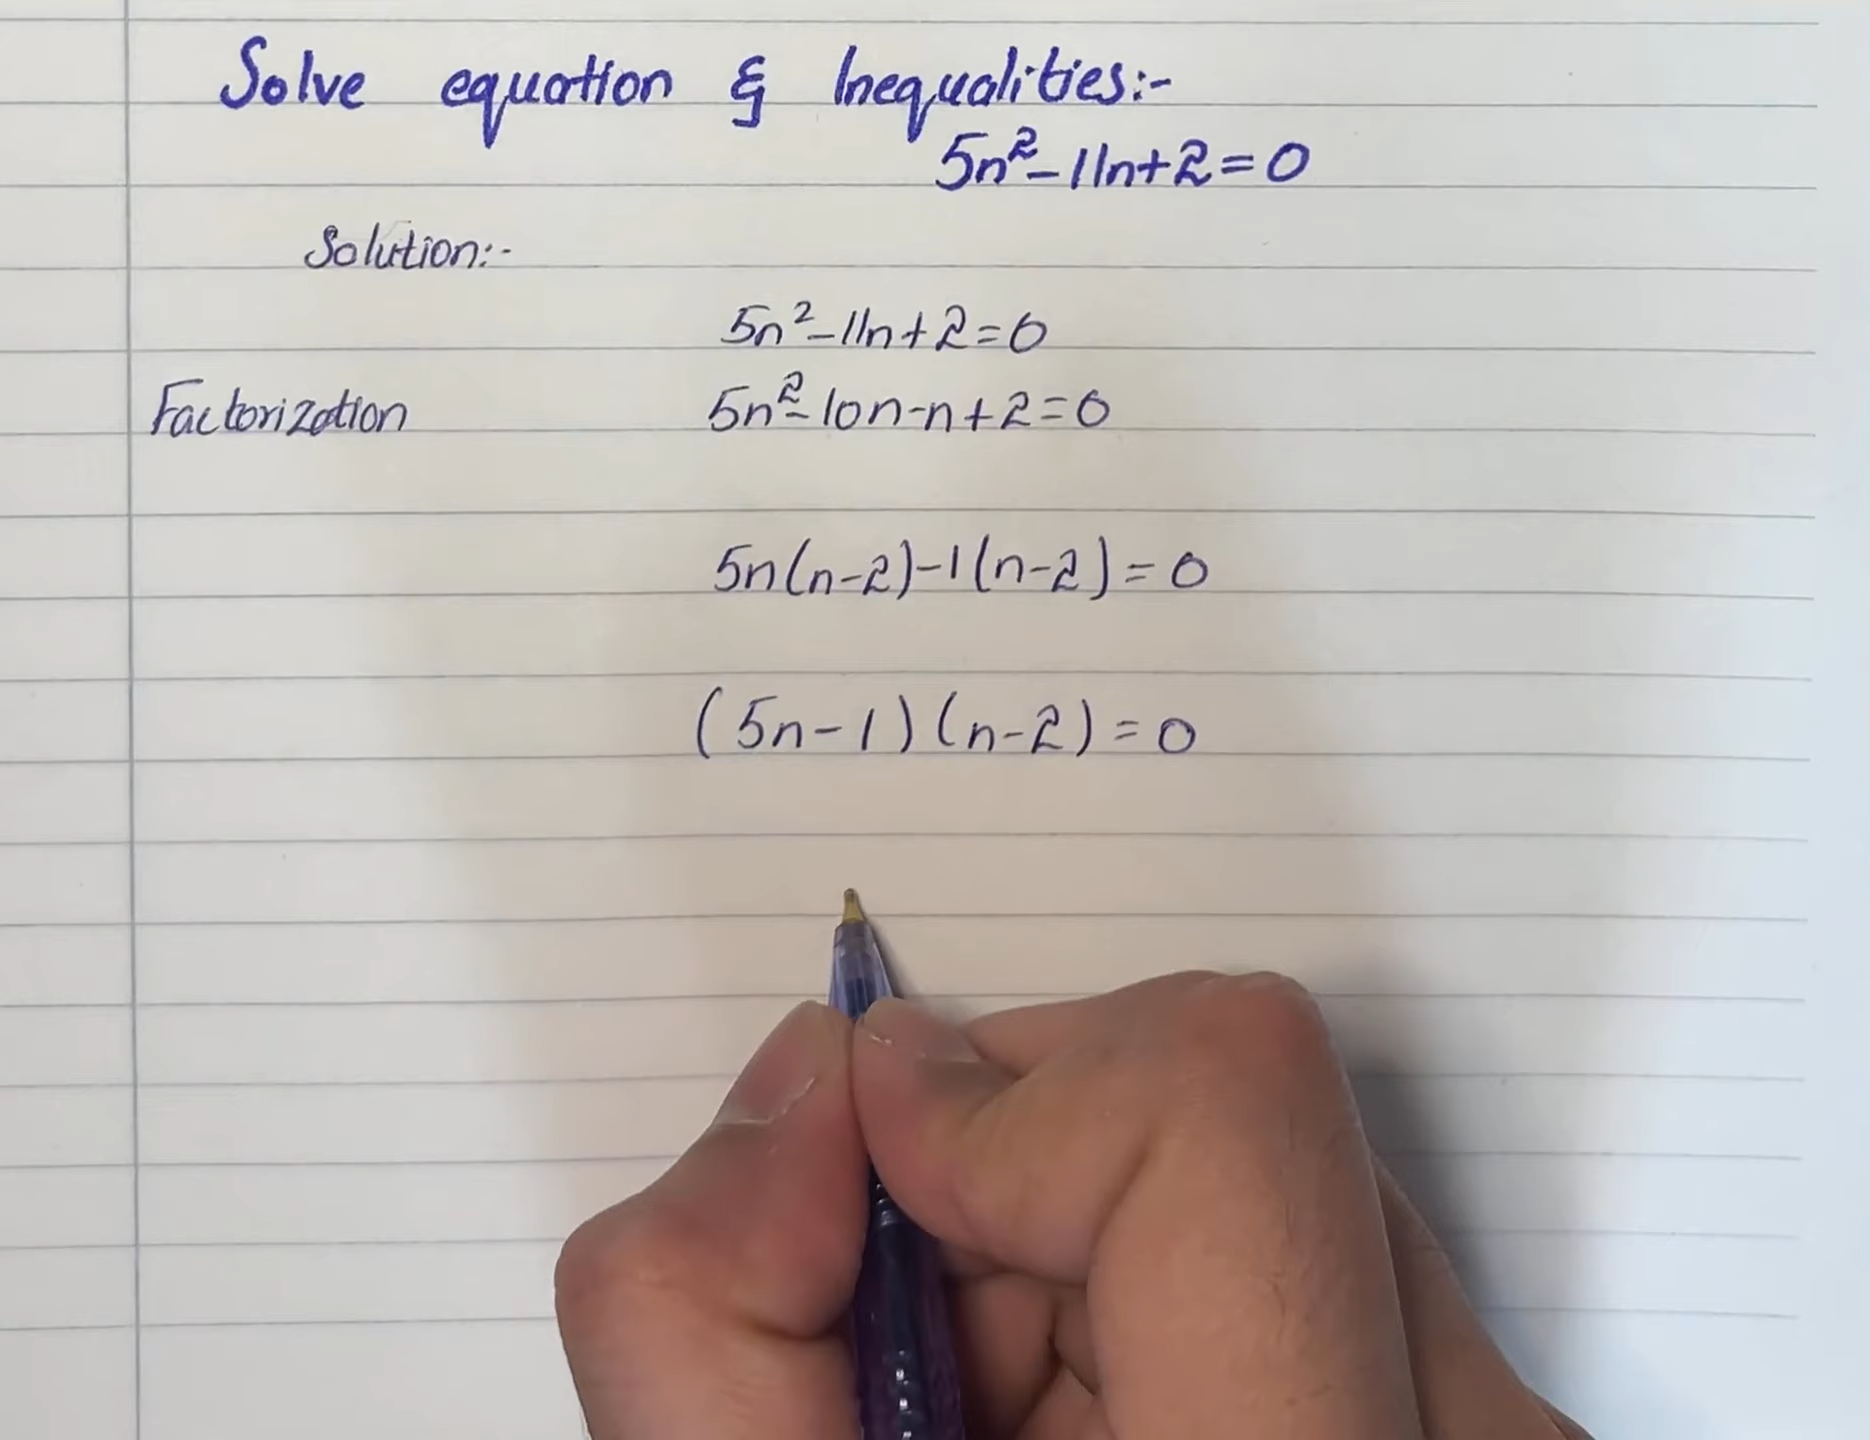 Solve equation & Inequalities:-
5n²-11n+2=0
Solution:-
5n²-11n+2=0
Factorization 5n²-10n-n+2=0
5n(n-2)-1(n-2)=0
(5n-1)(n-2)=0